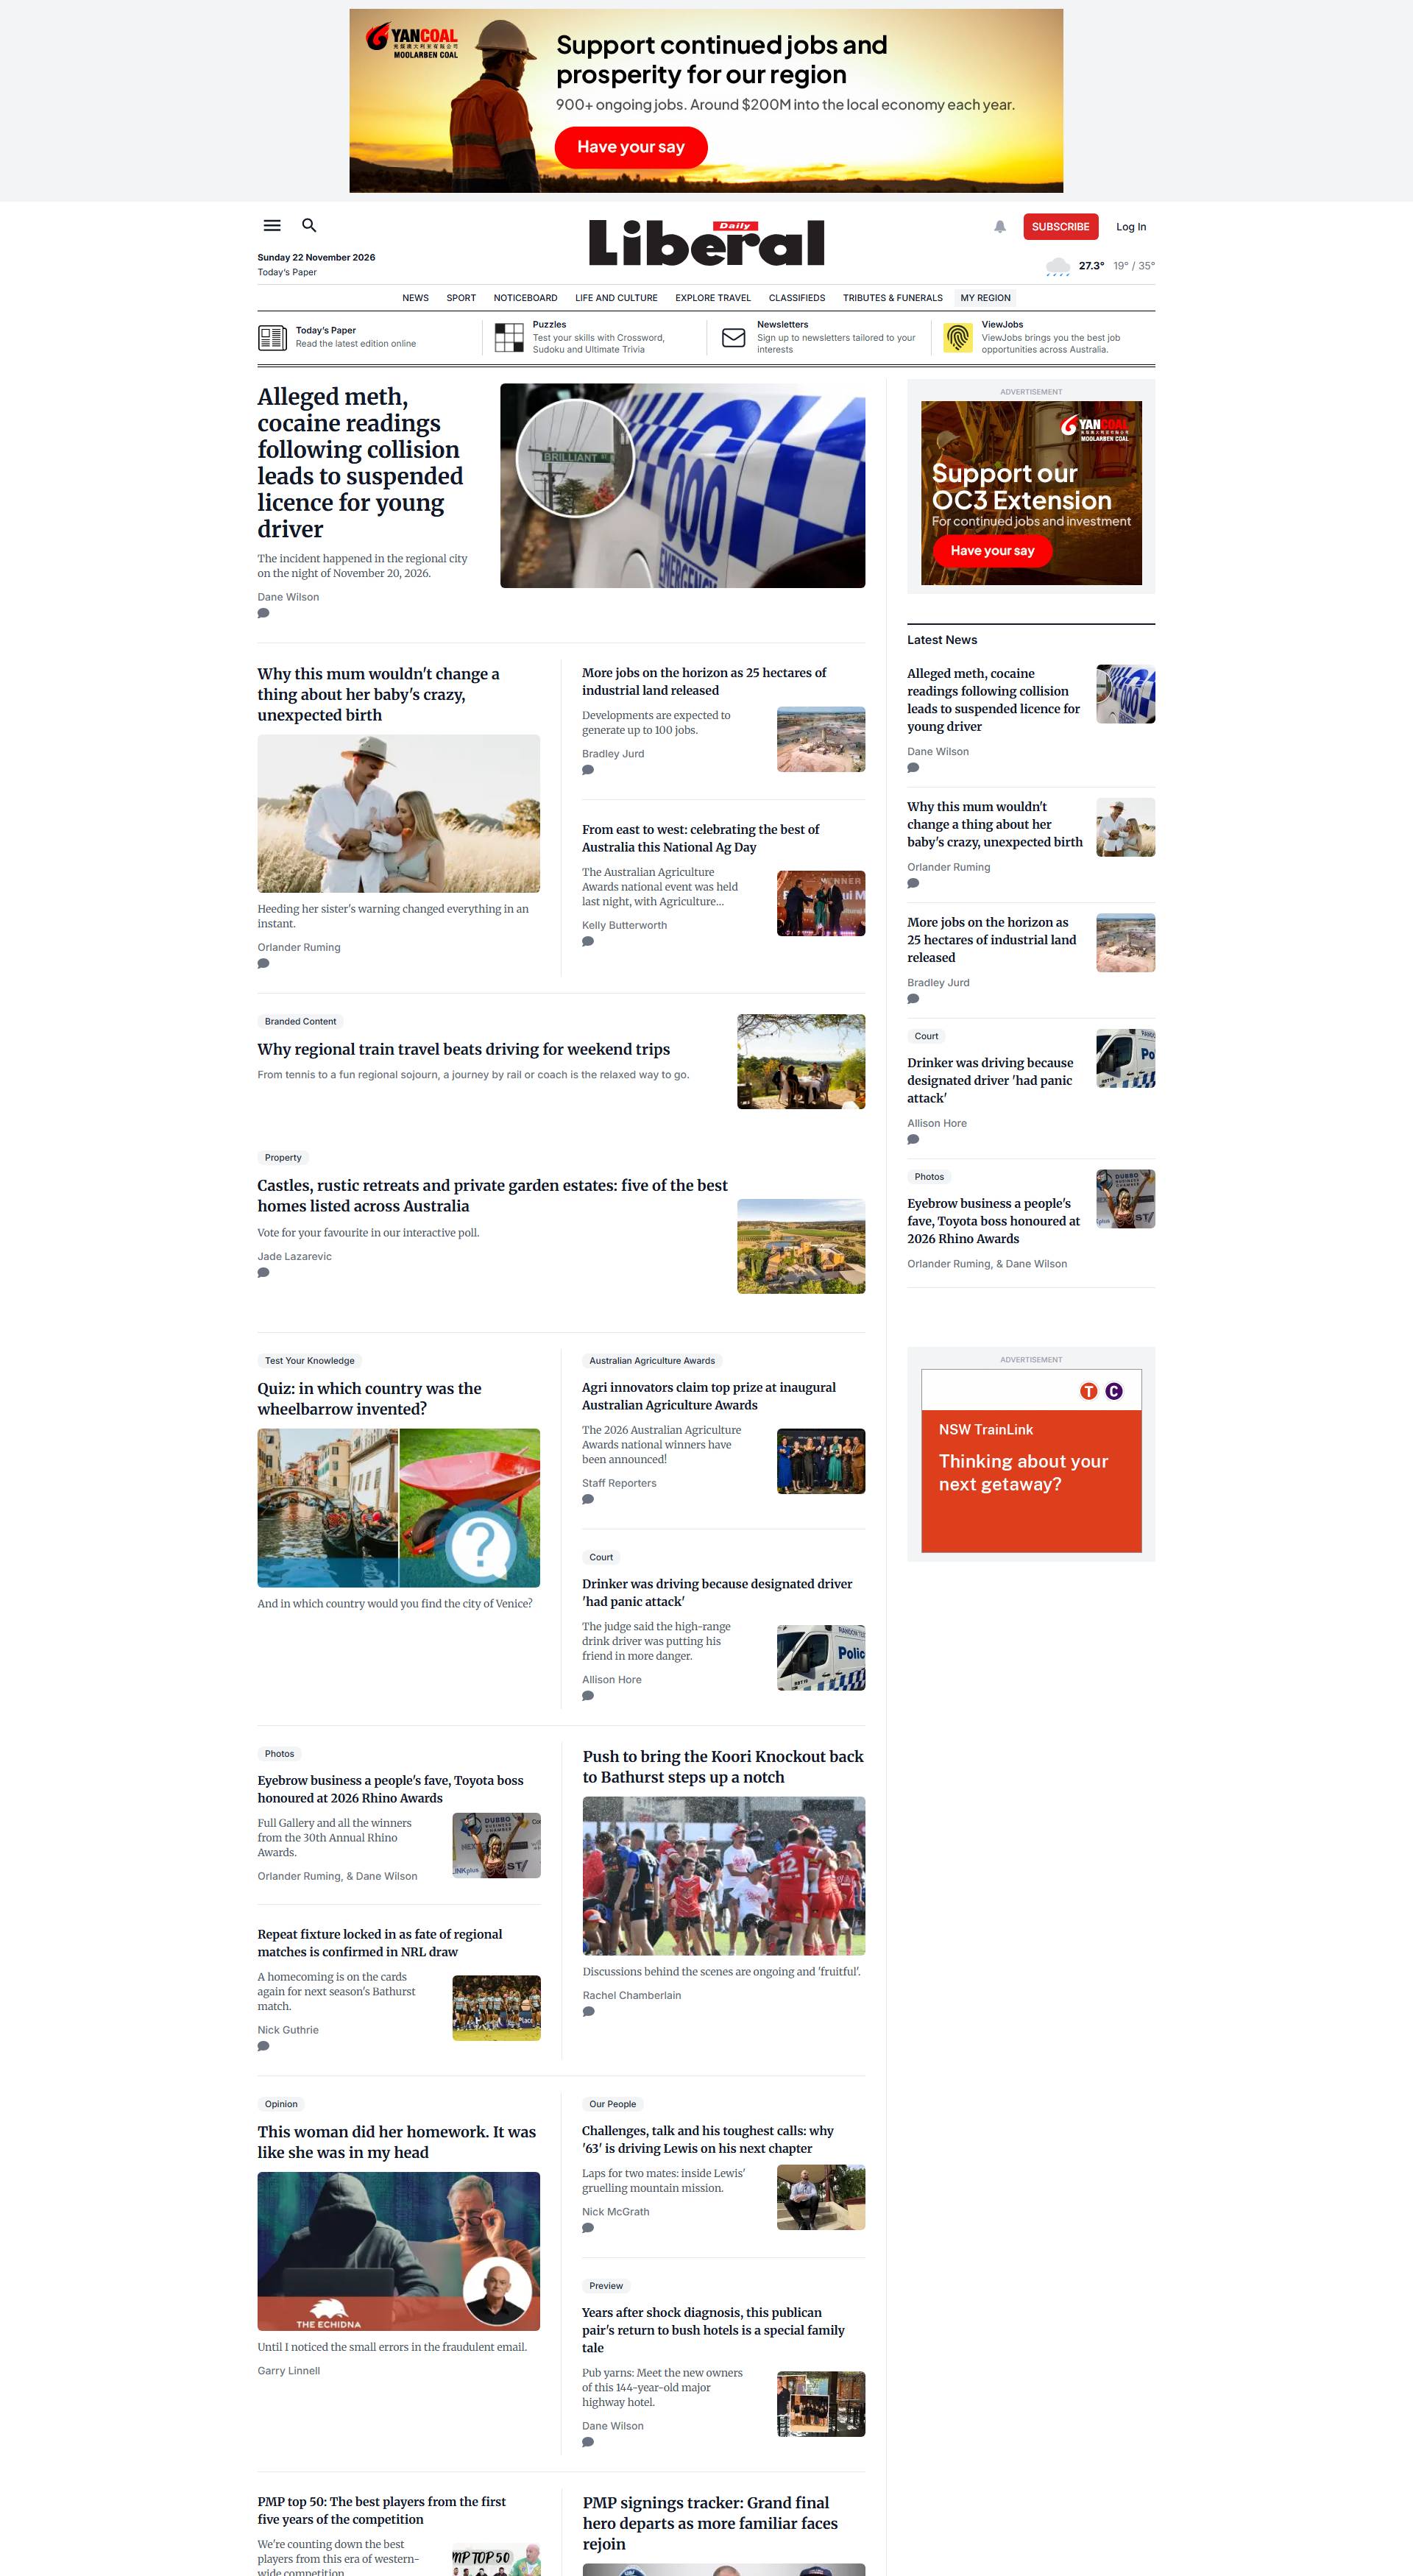 YANCOAL
MOOLARBEN COAL
Support continued jobs and
prosperity for our region
900+ ongoing jobs. Around $200M into the local economy each year.
Have your say
Daily
Liberal
SUBSCRIBE
Log In
Sunday 22 November 2026
Today's Paper
27.3° 19° / 35°
NEWS SPORT NOTICEBOARD LIFE AND CULTURE EXPLORE TRAVEL CLASSIFIEDS TRIBUTES & FUNERALS MY REGION
Today's Paper
Read the latest edition online
Puzzles
Test your skills with Crossword,
Sudoku and Ultimate Trivia
Newsletters
Sign up to newsletters tailored to your
interests
ViewJobs
ViewJobs brings you the best job
opportunities across Australia.
Alleged meth,
cocaine readings
following collision
leads to suspended
licence for young
driver
The incident happened in the regional city
on the night of November 20, 2026.
Dane Wilson
BRILLIANT ST
000
EMERGENCY
Why this mum wouldn't change a
thing about her baby's crazy,
unexpected birth
Heeding her sister's warning changed everything in an
instant.
Orlander Ruming
More jobs on the horizon as 25 hectares of
industrial land released
Developments are expected to
generate up to 100 jobs.
Bradley Jurd
From east to west: celebrating the best of
Australia this National Ag Day
The Australian Agriculture
Awards national event was held
last night, with Agriculture...
Kelly Butterworth
Branded Content
Why regional train travel beats driving for weekend trips
From tennis to a fun regional sojourn, a journey by rail or coach is the relaxed way to go.
Property
Castles, rustic retreats and private garden estates: five of the best
homes listed across Australia
Vote for your favourite in our interactive poll.
Jade Lazarevic
Test Your Knowledge
Quiz: in which country was the
wheelbarrow invented?
?
And in which country would you find the city of Venice?
Australian Agriculture Awards
Agri innovators claim top prize at inaugural
Australian Agriculture Awards
The 2026 Australian Agriculture
Awards national winners have
been announced!
Staff Reporters
Court
Drinker was driving because designated driver
'had panic attack'
The judge said the high-range
drink driver was putting his
friend in more danger.
Allison Hore
Photos
Eyebrow business a people's fave, Toyota boss
honoured at 2026 Rhino Awards
Full Gallery and all the winners
from the 30th Annual Rhino
Awards.
Orlander Ruming, & Dane Wilson
Repeat fixture locked in as fate of regional
matches is confirmed in NRL draw
A homecoming is on the cards
again for next season's Bathurst
match.
Nick Guthrie
Push to bring the Koori Knockout back
to Bathurst steps up a notch
12
Discussions behind the scenes are ongoing and 'fruitful'.
Rachel Chamberlain
Opinion
This woman did her homework. It was
like she was in my head
THE ECHIDNA
Until I noticed the small errors in the fraudulent email.
Garry Linnell
Our People
Challenges, talk and his toughest calls: why
'63' is driving Lewis on his next chapter
Laps for two mates: inside Lewis'
gruelling mountain mission.
Nick McGrath
Preview
Years after shock diagnosis, this publican
pair's return to bush hotels is a special family
tale
Pub yarns: Meet the new owners
of this 144-year-old major
highway hotel.
Dane Wilson
PMP top 50: The best players from the first
five years of the competition
We're counting down the best
players from this era of western-
wide competition
MP TOP 50
PMP signings tracker: Grand final
hero departs as more familiar faces
rejoin
ADVERTISEMENT
YANCOAL
MOOLARBEN COAL
Support our
OC3 Extension
For continued jobs and investment
Have your say
Latest News
Alleged meth, cocaine
readings following collision
leads to suspended licence for
young driver
Dane Wilson
Why this mum wouldn't
change a thing about her
baby's crazy, unexpected birth
Orlander Ruming
More jobs on the horizon as
25 hectares of industrial land
released
Bradley Jurd
Court
Drinker was driving because
designated driver 'had panic
attack'
Allison Hore
Photos
Eyebrow business a people's
fave, Toyota boss honoured at
2026 Rhino Awards
Orlander Ruming, & Dane Wilson
ADVERTISEMENT
T C
NSW TrainLink
Thinking about your
next getaway?